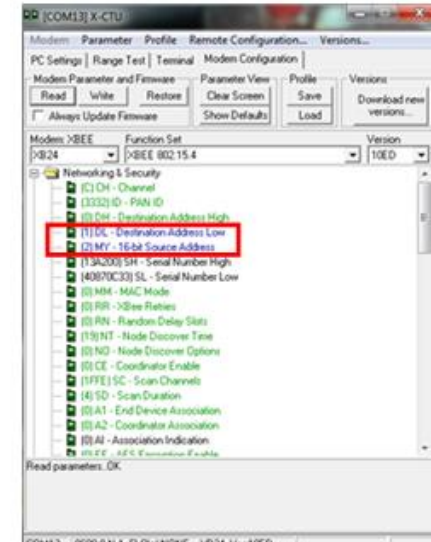 [COM13] X-CTU
Modem Parameter Profile Remote Configuration... Versions...
PC Settings Range Test Terminal Modem Configuration
Modem Parameter and Firmware Parameter View Profile Versions
Read Write Restore Clear Screen Save Download new versions...
Always Update Firmware Show Defaults Load
Modem: XBEE Function Set Version
XB24 XBEE 802.15.4 10ED
Networking & Security
(C) CH - Channel
(3332) ID - PAN ID
(0) DH - Destination Address High
(1) DL - Destination Address Low
(2) MY - 16-bit Source Address
(13A200) SH - Serial Number High
(40870C33) SL - Serial Number Low
(0) MM - MAC Mode
(0) RR - XBee Retries
(0) RN - Random Delay Slots
(19) NT - Node Discover Time
(0) NO - Node Discover Options
(0) CE - Coordinator Enable
(1FFE) SC - Scan Channels
(4) SD - Scan Duration
(0) A1 - End Device Association
(0) A2 - Coordinator Association
(0) AI - Association Indication
(0) EE - AES Encryption Enable
Read parameters..OK